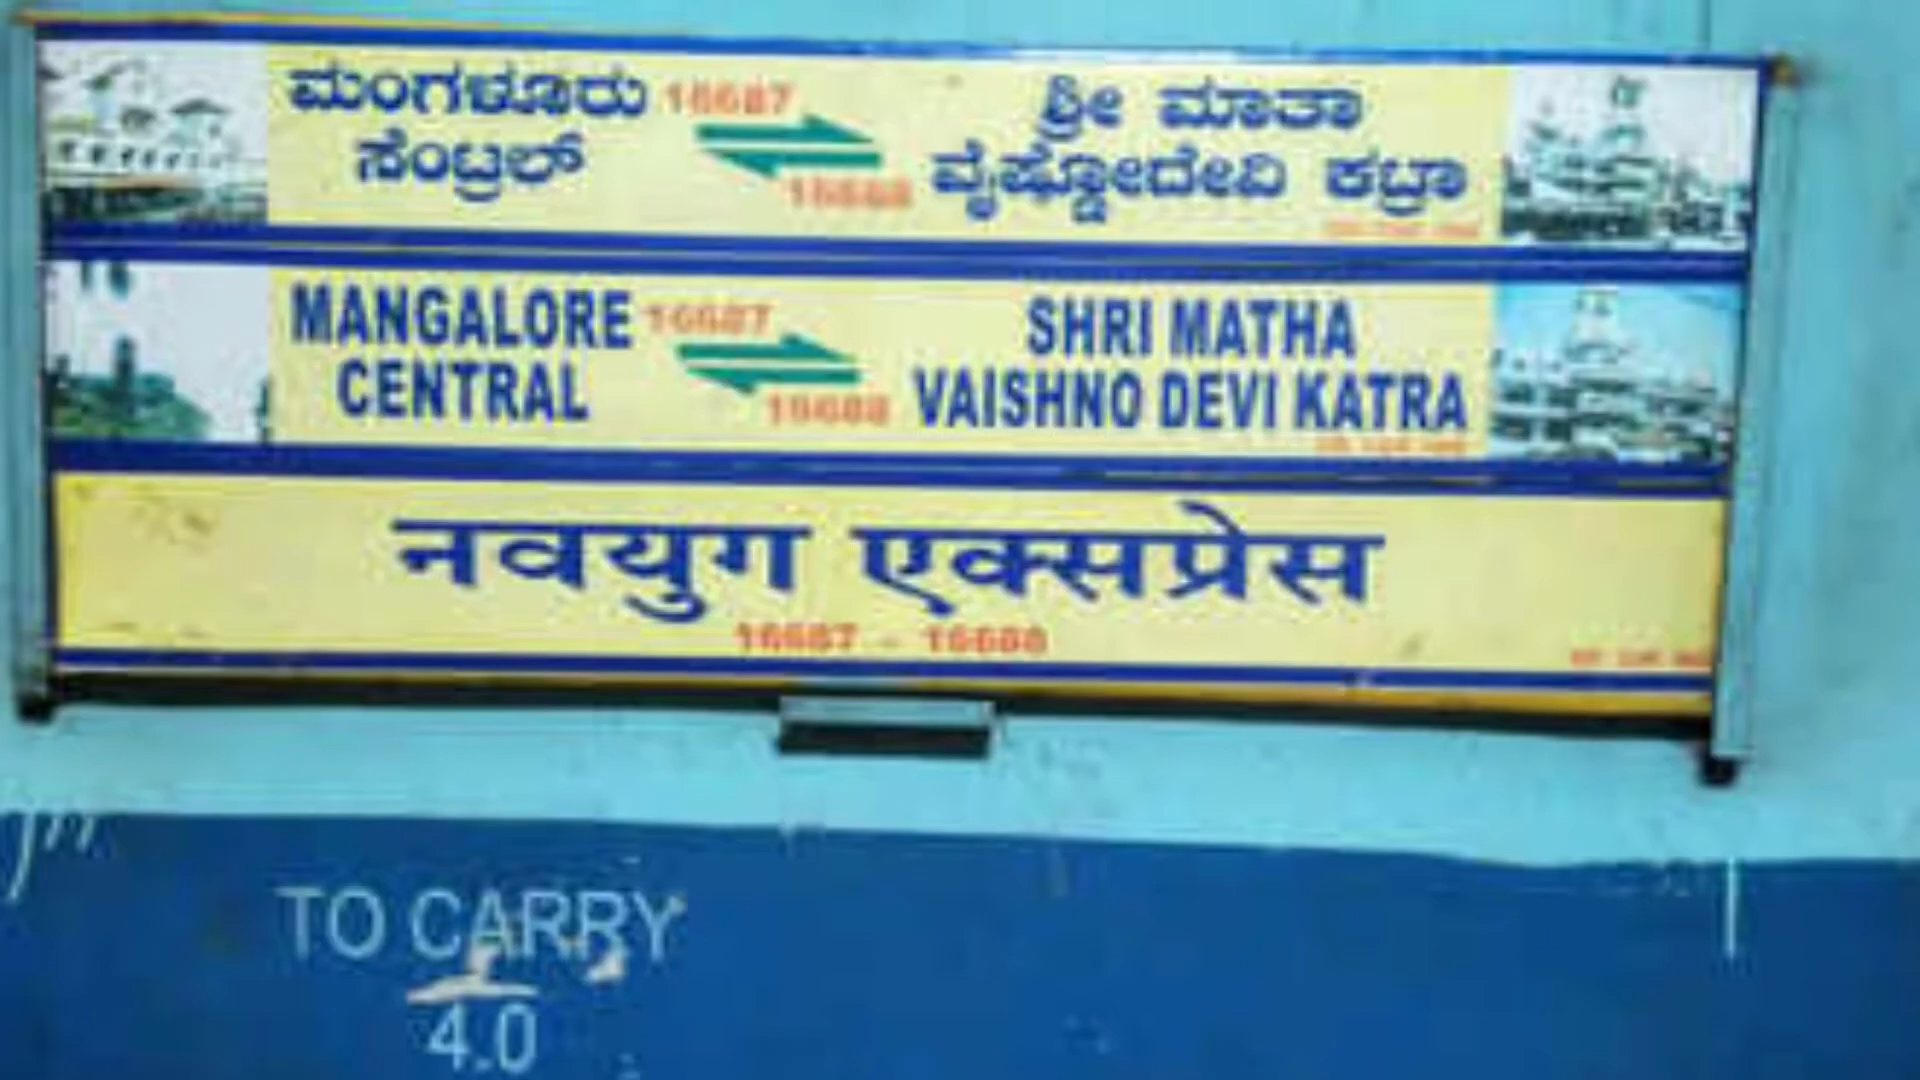 ಮಂಗಳೂರು 16687 ಶ್ರೀ ಮಾತಾ
ಸೆಂಟ್ರಲ್ 16688 ವೈಷ್ಣೋದೇವಿ ಕಟ್ರಾ
MANGALORE 16687 SHRI MATHA
CENTRAL 16688 VAISHNO DEVI KATRA
नवयुग एक्सप्रेस
16687 - 16688
TO CARRY
4.0